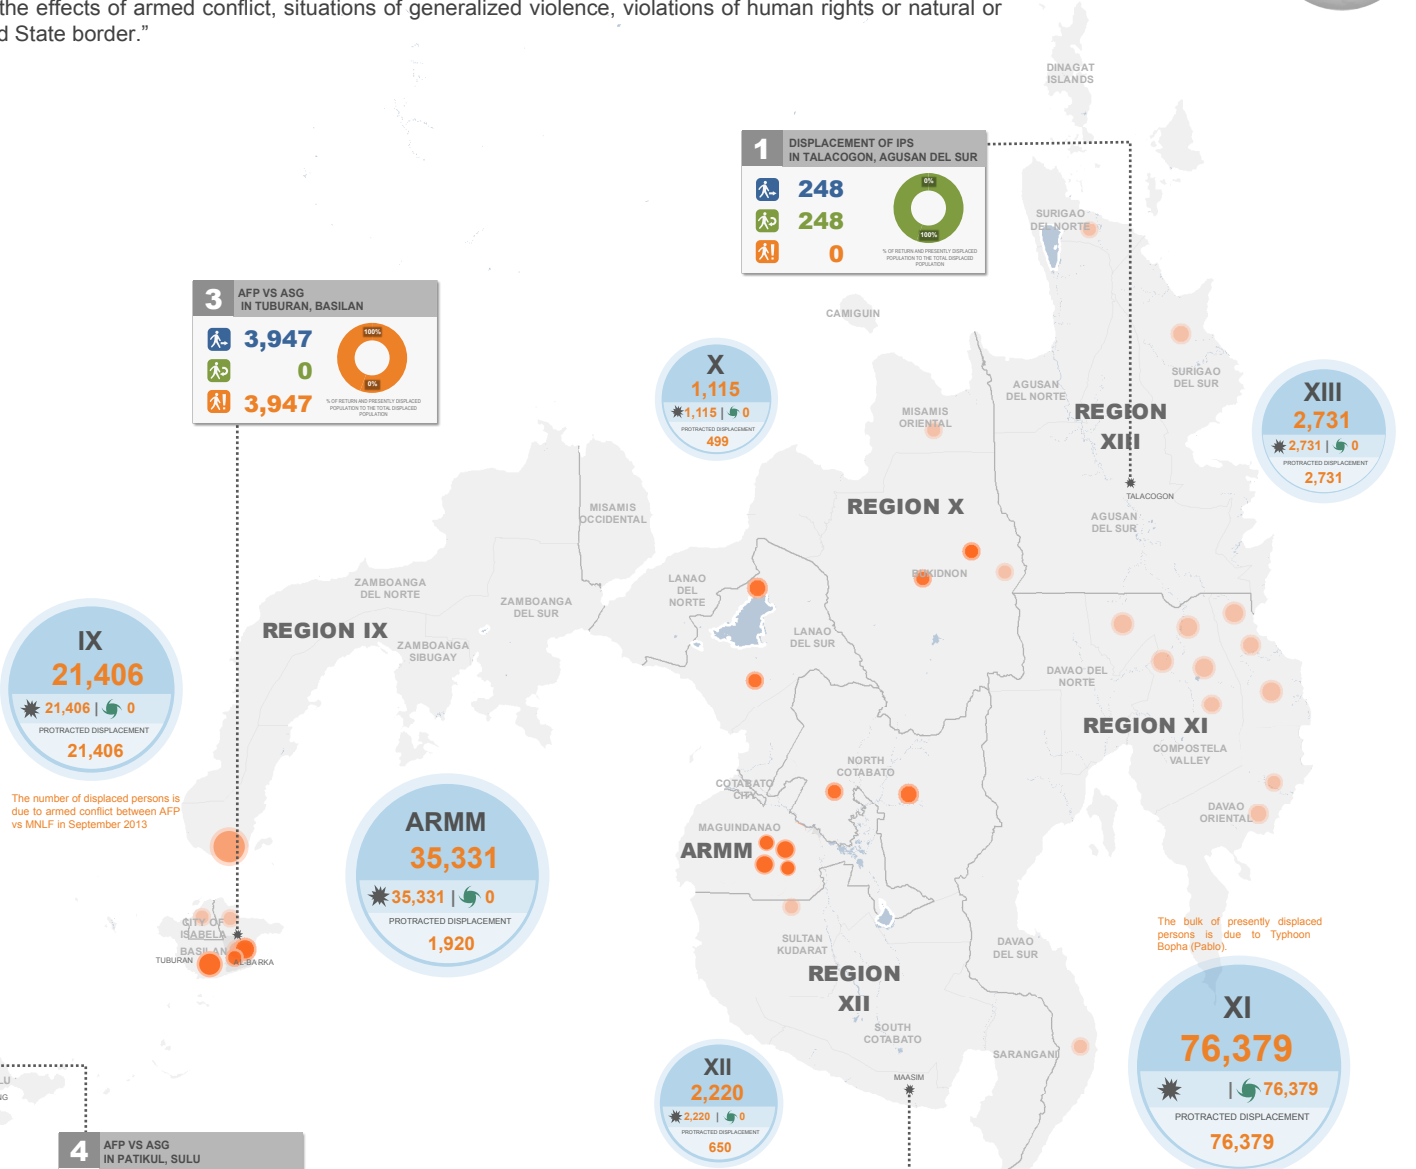 the effects of armed conflict, situations of generalized violence, violations of human rights or natural or
d State border.”
DINAGAT
ISLANDS
1
DISPLACEMENT OF IPS
IN TALACOGON, AGUSAN DEL SUR
248
248
0
0%
100%
% OF RETURN AND PRESENTLY DISPLACED
POPULATION TO THE TOTAL DISPLACED
POPULATION
SURIGAO
DEL NORTE
3
AFP VS ASG
IN TUBURAN, BASILAN
3,947
0
3,947
100%
0%
% OF RETURN AND PRESENTLY DISPLACED
POPULATION TO THE TOTAL DISPLACED
POPULATION
CAMIGUIN
X
1,115
1,115 | 0
PROTRACTED DISPLACEMENT
499
SURIGAO
DEL SUR
AGUSAN
DEL NORTE
REGION
XIII
XIII
2,731
2,731 | 0
PROTRACTED DISPLACEMENT
2,731
MISAMIS
ORIENTAL
TALACOGON
AGUSAN
DEL SUR
REGION X
MISAMIS
OCCIDENTAL
BUKIDNON
LANAO
DEL
NORTE
ZAMBOANGA
DEL NORTE
ZAMBOANGA
DEL SUR
REGION IX
ZAMBOANGA
SIBUGAY
LANAO
DEL SUR
IX
21,406
21,406 | 0
PROTRACTED DISPLACEMENT
21,406
The number of displaced persons is
due to armed conflict between AFP
vs MNLF in September 2013
DAVAO DEL
NORTE
REGION XI
COMPOSTELA
VALLEY
DAVAO
ORIENTAL
NORTH
COTABATO
COTABATO
CITY
MAGUINDANAO
ARMM
ARMM
35,331
35,331 | 0
PROTRACTED DISPLACEMENT
1,920
CITY OF
ISABELA
BASILAN
TUBURAN
AL-BARKA
SULTAN
KUDARAT
REGION
XII
DAVAO
DEL SUR
The bulk of presently displaced
persons is due to Typhoon
Bopha (Pablo).
XI
76,379
| 76,379
PROTRACTED DISPLACEMENT
76,379
SOUTH
COTABATO
SARANGANI
MAASIM
XII
2,220
2,220 | 0
PROTRACTED DISPLACEMENT
650
LU
NG
4
AFP VS ASG
IN PATIKUL, SULU